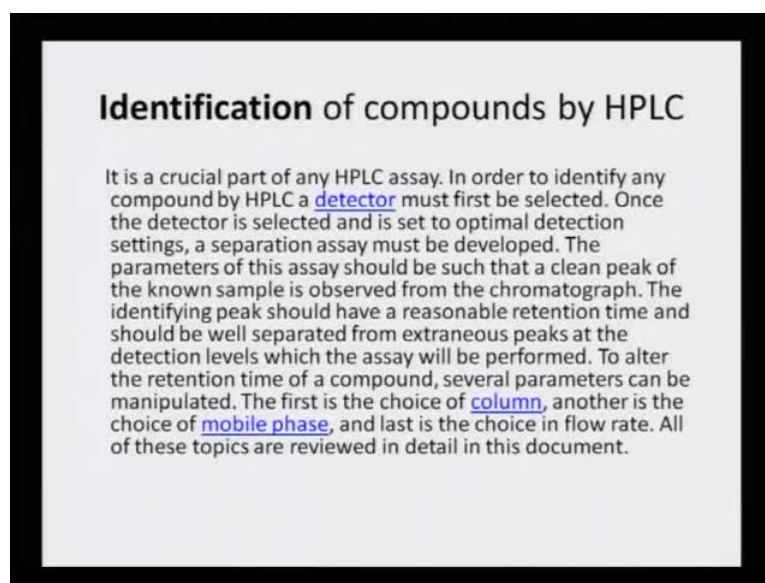 Identification of compounds by HPLC
It is a crucial part of any HPLC assay. In order to identify any
compound by HPLC a detector must first be selected. Once
the detector is selected and is set to optimal detection
settings, a separation assay must be developed. The
parameters of this assay should be such that a clean peak of
the known sample is observed from the chromatograph. The
identifying peak should have a reasonable retention time and
should be well separated from extraneous peaks at the
detection levels which the assay will be performed. To alter
the retention time of a compound, several parameters can be
manipulated. The first is the choice of column, another is the
choice of mobile phase, and last is the choice in flow rate. All
of these topics are reviewed in detail in this document.